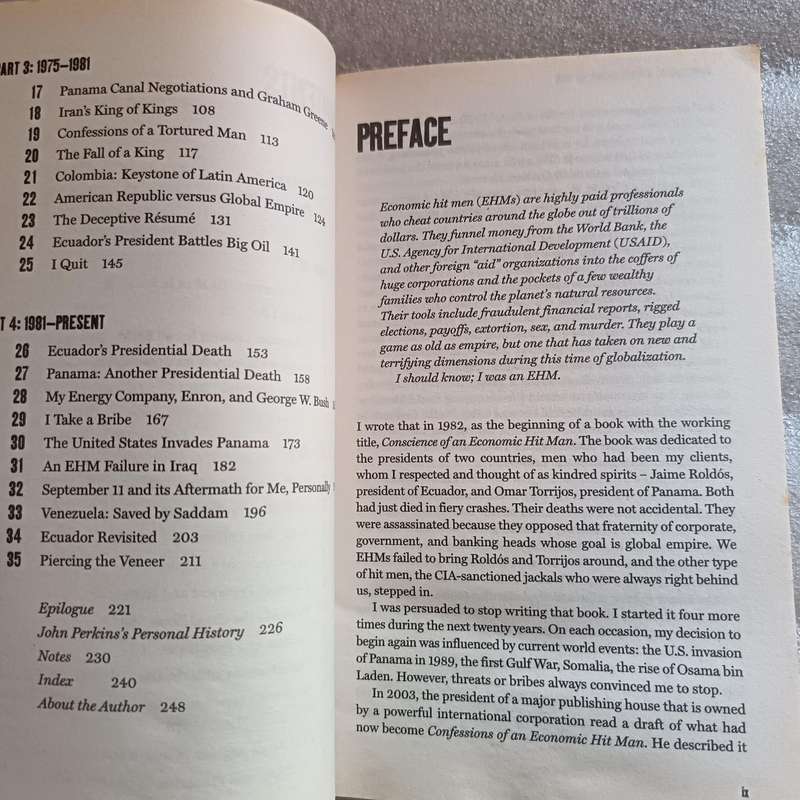 PART 3: 1975–1981
17 Panama Canal Negotiations and Graham Greene
18 Iran's King of Kings 108
19 Confessions of a Tortured Man 113
20 The Fall of a King 117
21 Colombia: Keystone of Latin America 120
22 American Republic versus Global Empire 124
23 The Deceptive Résumé 131
24 Ecuador's President Battles Big Oil 141
25 I Quit 145
T 4: 1981–PRESENT
26 Ecuador's Presidential Death 153
27 Panama: Another Presidential Death 158
28 My Energy Company, Enron, and George W. Bush
29 I Take a Bribe 167
30 The United States Invades Panama 173
31 An EHM Failure in Iraq 182
32 September 11 and its Aftermath for Me, Personally
33 Venezuela: Saved by Saddam 196
34 Ecuador Revisited 203
35 Piercing the Veneer 211
Epilogue 221
John Perkins's Personal History 226
Notes 230
Index 240
About the Author 248
PREFACE
Economic hit men (EHMs) are highly paid professionals
who cheat countries around the globe out of trillions of
dollars. They funnel money from the World Bank, the
U.S. Agency for International Development (USAID),
and other foreign "aid" organizations into the coffers of
huge corporations and the pockets of a few wealthy
families who control the planet's natural resources.
Their tools include fraudulent financial reports, rigged
elections, payoffs, extortion, sex, and murder. They play a
game as old as empire, but one that has taken on new and
terrifying dimensions during this time of globalization.
I should know; I was an EHM.
I wrote that in 1982, as the beginning of a book with the working
title, Conscience of an Economic Hit Man. The book was dedicated to
the presidents of two countries, men who had been my clients,
whom I respected and thought of as kindred spirits – Jaime Roldós,
president of Ecuador, and Omar Torrijos, president of Panama. Both
had just died in fiery crashes. Their deaths were not accidental. They
were assassinated because they opposed that fraternity of corporate,
government, and banking heads whose goal is global empire. We
EHMs failed to bring Roldós and Torrijos around, and the other type
of hit men, the CIA-sanctioned jackals who were always right behind
us, stepped in.
I was persuaded to stop writing that book. I started it four more
times during the next twenty years. On each occasion, my decision to
begin again was influenced by current world events: the U.S. invasion
of Panama in 1989, the first Gulf War, Somalia, the rise of Osama bin
Laden. However, threats or bribes always convinced me to stop.
In 2003, the president of a major publishing house that is owned
by a powerful international corporation read a draft of what had
now become Confessions of an Economic Hit Man. He described it
ix